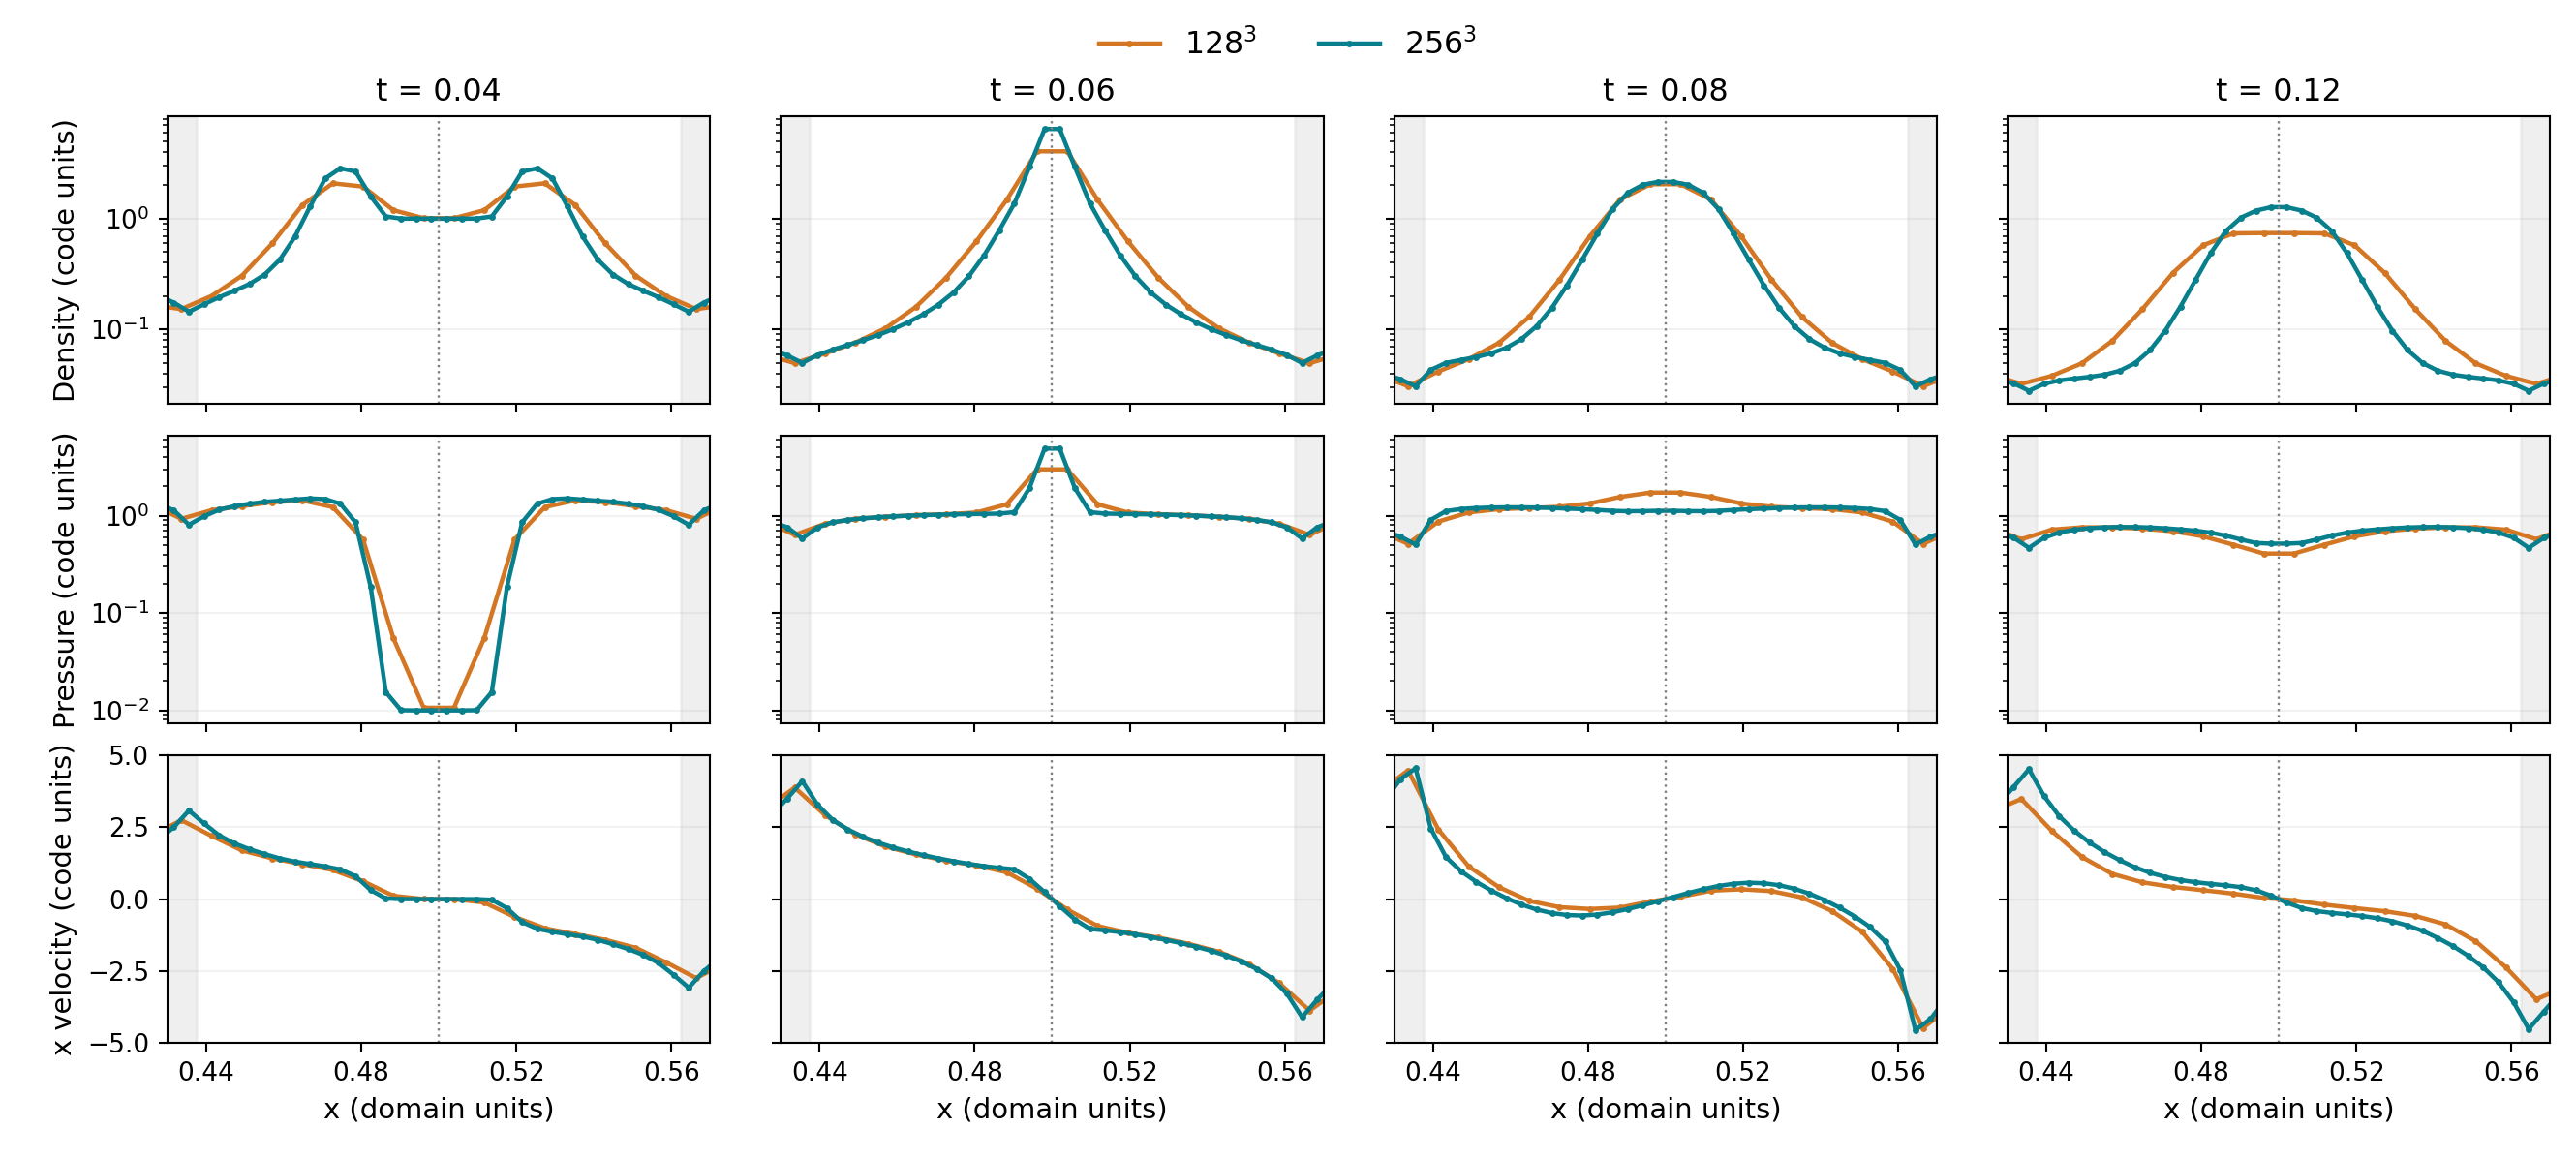 128³ 256³
t = 0.04 t = 0.06 t = 0.08 t = 0.12
Density (code units)
10⁰
10⁻¹
Pressure (code units)
10⁰
10⁻¹
10⁻²
x velocity (code units)
5.0
2.5
0.0
−2.5
−5.0
0.44 0.48 0.52 0.56 0.44 0.48 0.52 0.56 0.44 0.48 0.52 0.56 0.44 0.48 0.52 0.56
x (domain units) x (domain units) x (domain units) x (domain units)